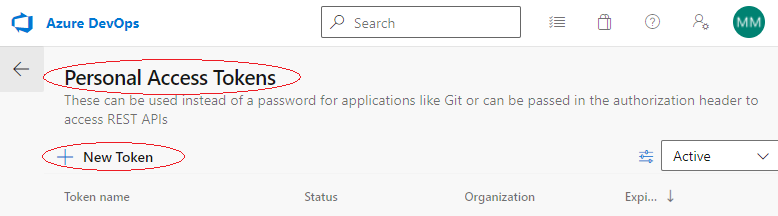 Azure DevOps
Search
MM
Personal Access Tokens
These can be used instead of a password for applications like Git or can be passed in the authorization header to
access REST APIs
New Token
Active
Token name Status Organization Expi...